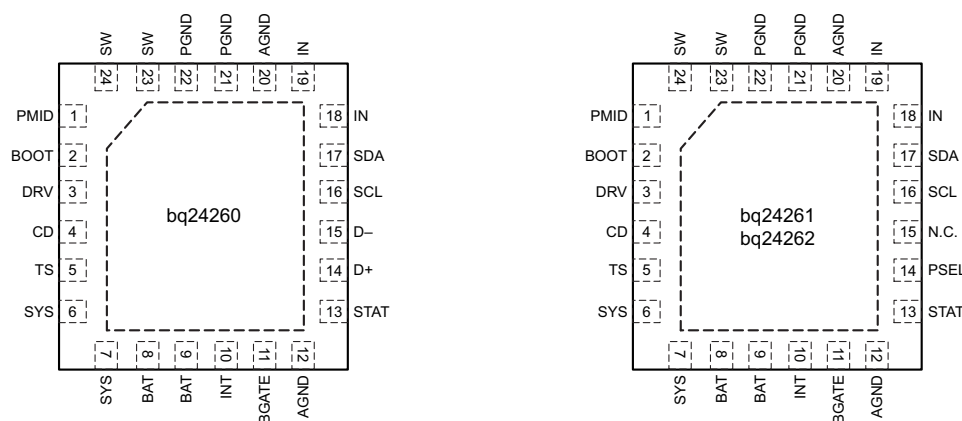 SW SW PGND PGND AGND IN
24 23 22 21 20 19
PMID 1 18 IN
BOOT 2 17 SDA
DRV 3 16 SCL
bq24260
CD 4 15 D–
TS 5 14 D+
SYS 6 13 STAT
7 8 9 10 11 12
SYS BAT BAT INT BGATE AGND
SW SW PGND PGND AGND IN
24 23 22 21 20 19
PMID 1 18 IN
BOOT 2 17 SDA
DRV 3 16 SCL
bq24261
bq24262
CD 4 15 N.C.
TS 5 14 PSEL
SYS 6 13 STAT
7 8 9 10 11 12
SYS BAT BAT INT BGATE AGND